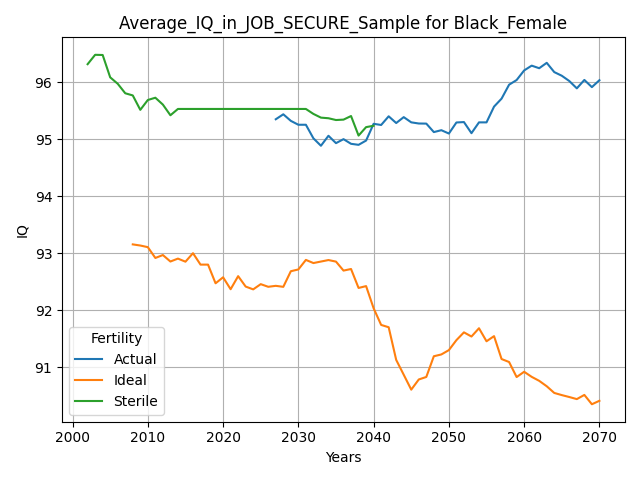 Average_IQ_in_JOB_SECURE_Sample for Black_Female
IQ
96
95
94
93
92
91
Fertility
Actual
Ideal
Sterile
2000 2010 2020 2030 2040 2050 2060 2070
Years